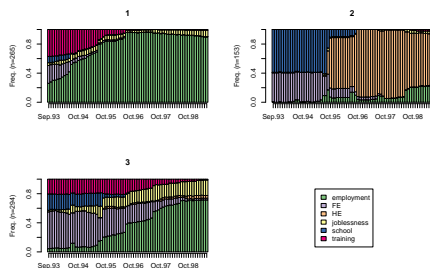 1
Freq. (n=265)
0.0 0.4 0.8
Sep.93 Oct.94 Oct.95 Oct.96 Oct.97 Oct.98
2
Freq. (n=153)
0.0 0.4 0.8
Sep.93 Oct.94 Oct.95 Oct.96 Oct.97 Oct.98
3
Freq. (n=294)
0.0 0.4 0.8
Sep.93 Oct.94 Oct.95 Oct.96 Oct.97 Oct.98
employment
FE
HE
joblessness
school
training